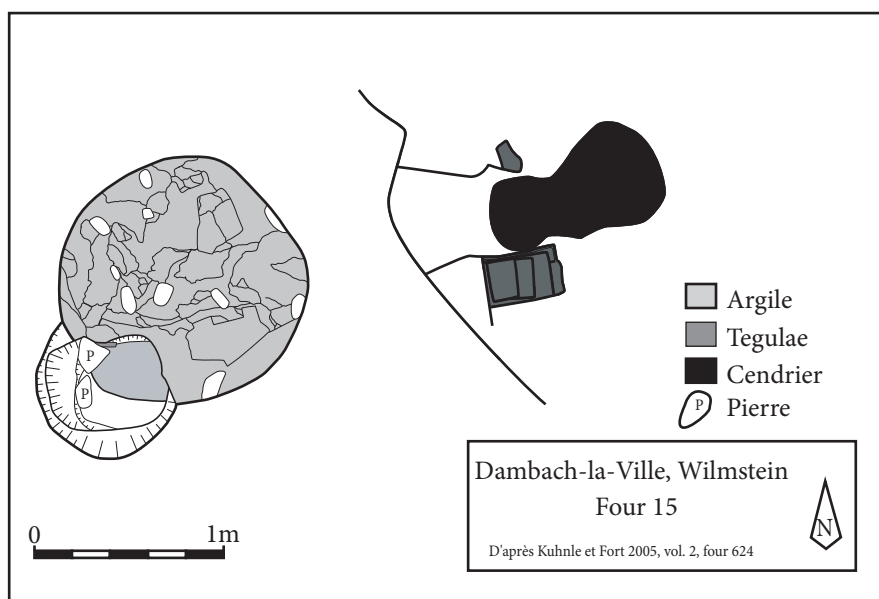 P
P
Argile
Tegulae
Cendrier
P Pierre
Dambach-la-Ville, Wilmstein
Four 15
D'après Kuhnle et Fort 2005, vol. 2, four 624
N
0 1m